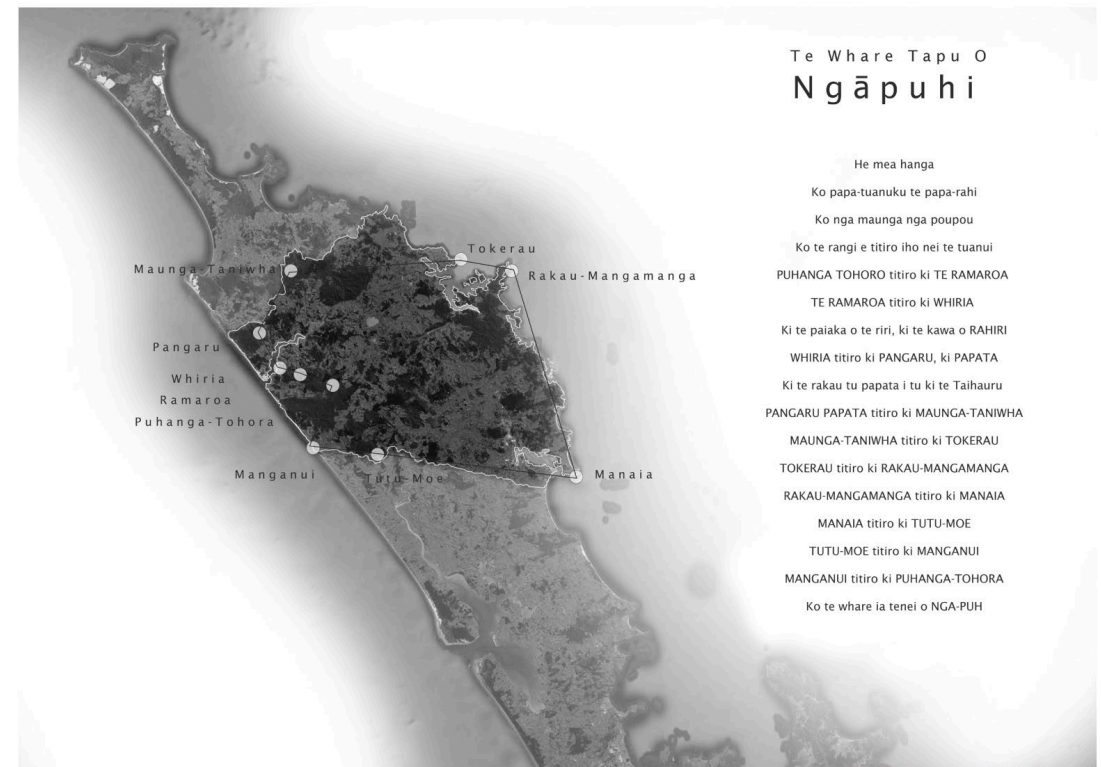 Te Whare Tapu O
Ngāpuhi
He mea hanga
Ko papa-tuanuku te papa-rahi
Ko nga maunga nga poupou
Ko te rangi e titiro iho nei te tuanui
PUHANGA TOHORO titiro ki TE RAMAROA
TE RAMAROA titiro ki WHIRIA
Ki te paiaka o te riri, ki te kawa o RAHIRI
WHIRIA titiro ki PANGARU, ki PAPATA
Ki te rakau tu papata i tu ki te Taihauru
PANGARU PAPATA titiro ki MAUNGA-TANIWHA
MAUNGA-TANIWHA titiro ki TOKERAU
TOKERAU titiro ki RAKAU-MANGAMANGA
RAKAU-MANGAMANGA titiro ki MANAIA
MANAIA titiro ki TUTU-MOE
TUTU-MOE titiro ki MANGANUI
MANGANUI titiro ki PUHANGA-TOHORA
Ko te whare ia tenei o NGA-PUH
Tokerau
Maunga-Taniwha
Rakau-Mangamanga
Pangaru
Whiria
Ramaroa
Puhanga-Tohora
Manganui
Tutu-Moe
Manaia